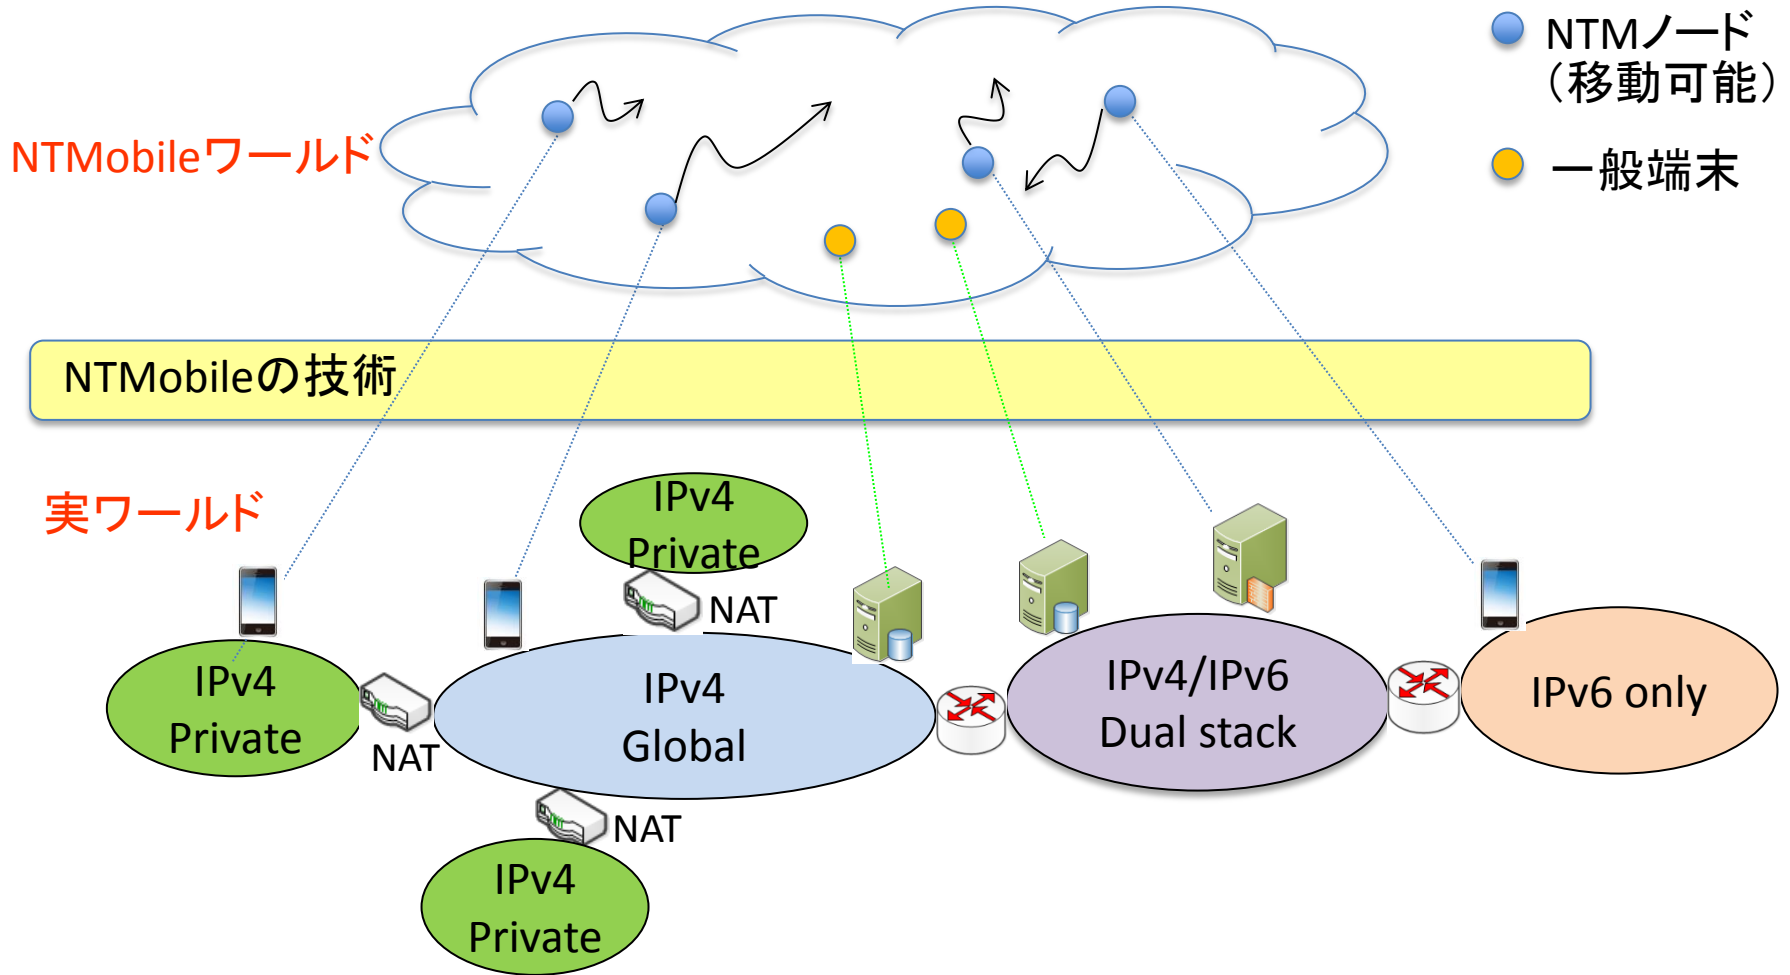 NTMノード
（移動可能）
NTMobileワールド
一般端末
NTMobileの技術
実ワールド
IPv4
Private
NAT
IPv4
Private
NAT
IPv4
Global
IPv4/IPv6
Dual stack
IPv6 only
NAT
IPv4
Private